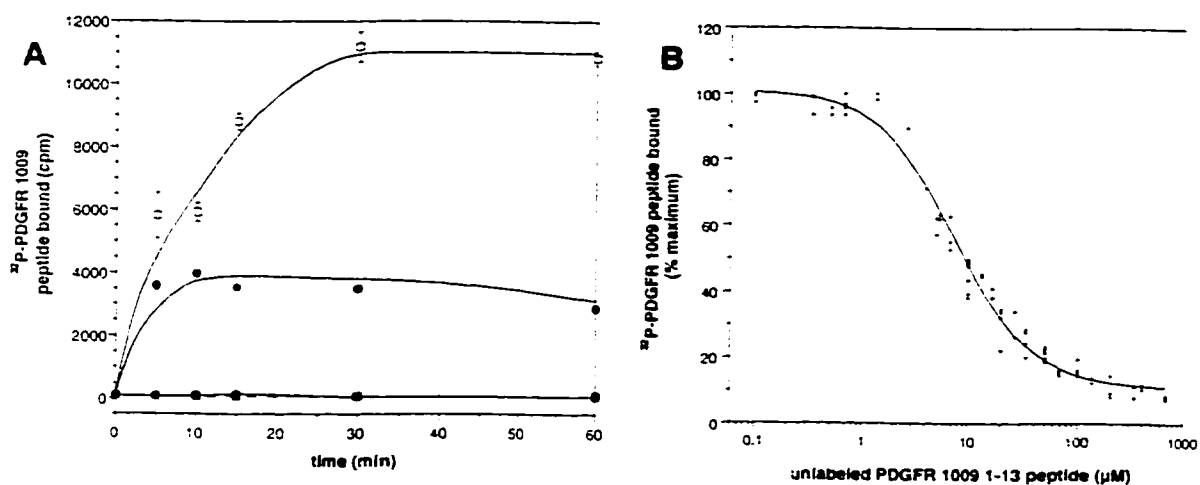 A
12000
10000
8000
6000
4000
2000
0
³²P-PDGFR 1009
peptide bound (cpm)
0 10 20 30 40 50 60
time (min)
B
120
100
80
60
40
20
0
³²P-PDGFR 1009 peptide bound
(% maximum)
0.1 1 10 100 1000
unlabeled PDGFR 1009 1-13 peptide (µM)